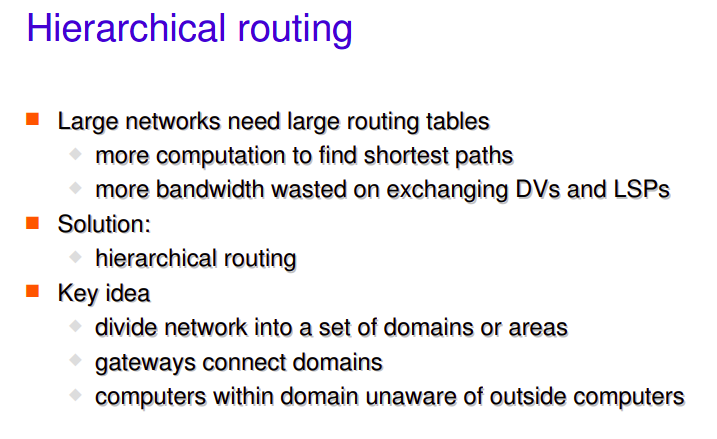 Hierarchical routing
Large networks need large routing tables
more computation to find shortest paths
more bandwidth wasted on exchanging DVs and LSPs
Solution:
hierarchical routing
Key idea
divide network into a set of domains or areas
gateways connect domains
computers within domain unaware of outside computers